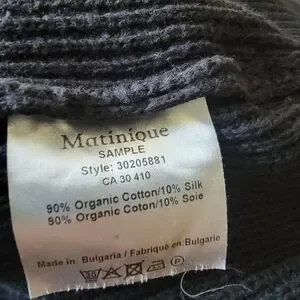 Matinique
SAMPLE
Style: 30205881
CA 30 410
90% Organic Cotton/10% Silk
90% Organic Coton/10% Soie
Made in Bulgaria / Fabriqué en Bulgarie